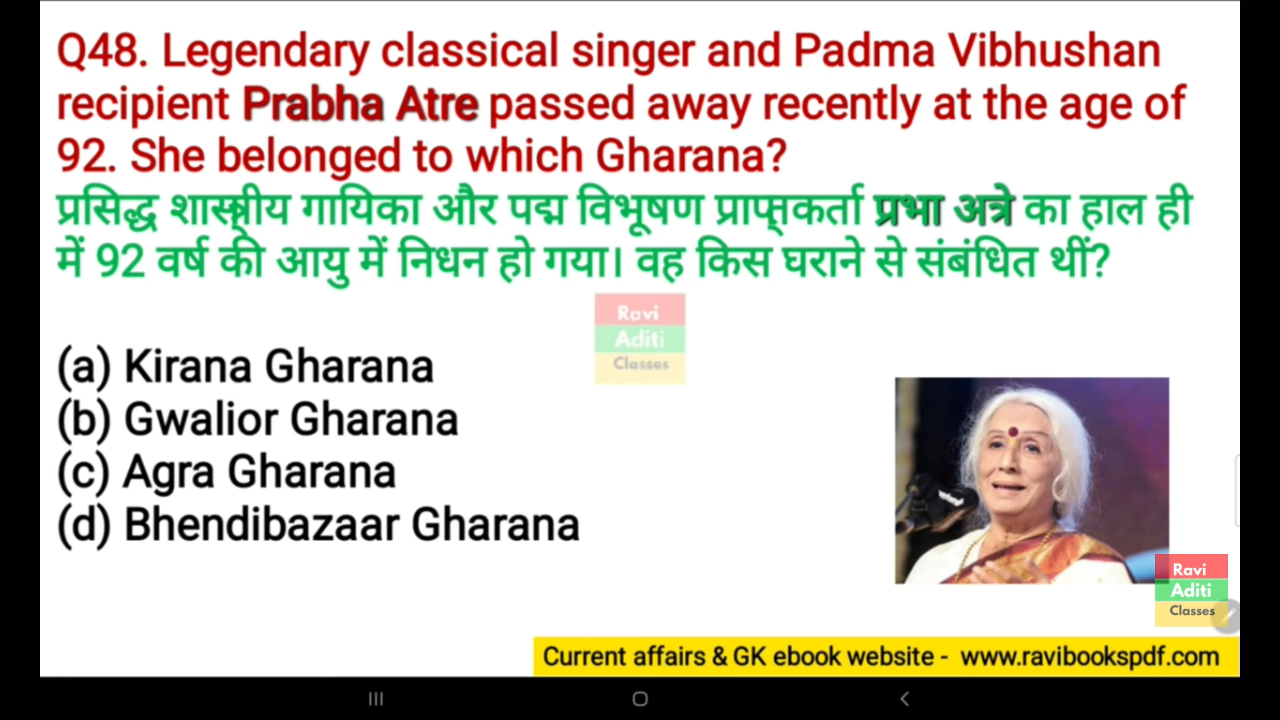 Q48. Legendary classical singer and Padma Vibhushan
recipient Prabha Atre passed away recently at the age of
92. She belonged to which Gharana?
प्रसिद्ध शास्त्रीय गायिका और पद्म विभूषण प्राप्तकर्ता प्रभा अत्रे का हाल ही
में 92 वर्ष की आयु में निधन हो गया। वह किस घराने से संबंधित थीं?
Ravi
Aditi
Classes
(a) Kirana Gharana
(b) Gwalior Gharana
(c) Agra Gharana
(d) Bhendibazaar Gharana
Ravi
Aditi
Classes
Current affairs & GK ebook website - www.ravibookspdf.com